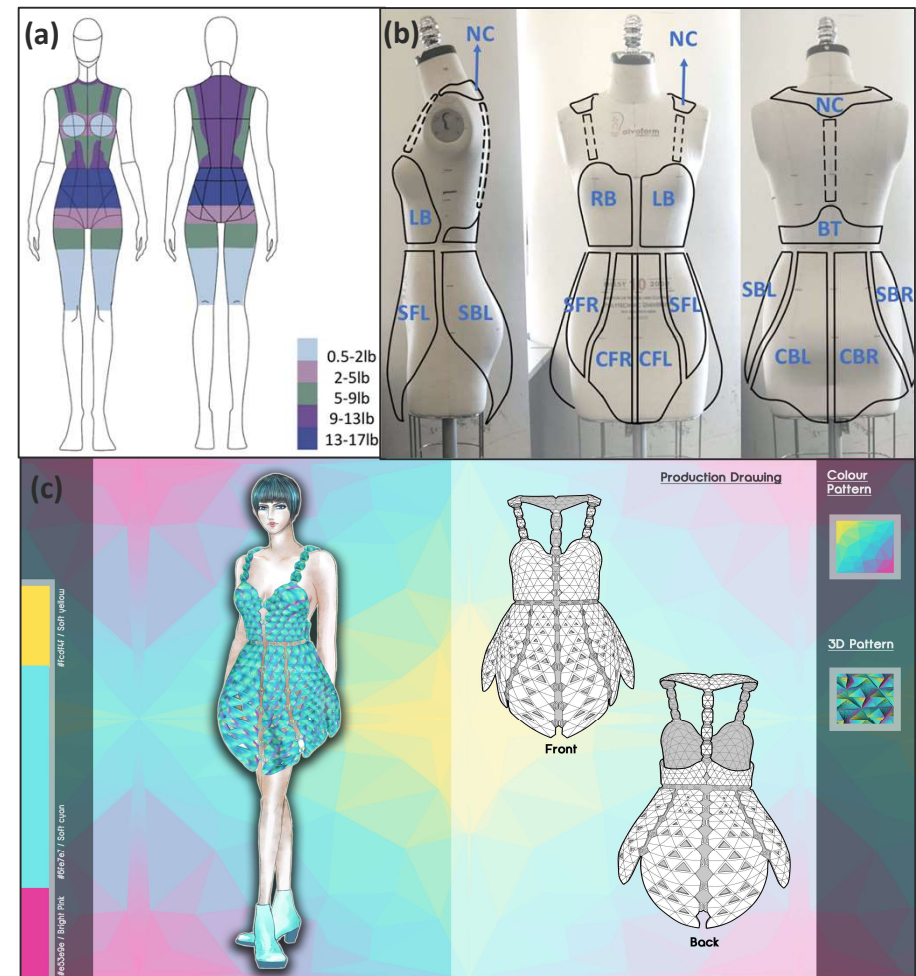 (a)
0.5-2lb
2-5lb
5-9lb
9-13lb
13-17lb
(b)
NC
LB
SFL
SBL
NC
alvaform
RB
LB
SFR
SFL
CFR
CFL
NC
BT
SBL
SBR
CBL
CBR
(c)
#fcdf4f / Soft yellow
#5fe7e7 / Soft cyan
#e53e9e / Bright Pink
Production Drawing
Front
Back
Colour
Pattern
3D Pattern